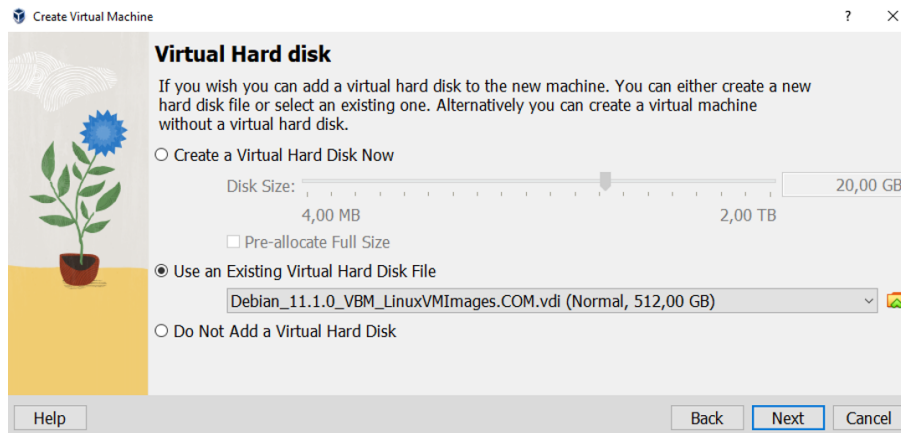 Create Virtual Machine
?
Virtual Hard disk
If you wish you can add a virtual hard disk to the new machine. You can either create a new
hard disk file or select an existing one. Alternatively you can create a virtual machine
without a virtual hard disk.
Create a Virtual Hard Disk Now
Disk Size: 20,00 GB
4,00 MB 2,00 TB
Pre-allocate Full Size
Use an Existing Virtual Hard Disk File
Debian_11.1.0_VBM_LinuxVMImages.COM.vdi (Normal, 512,00 GB)
Do Not Add a Virtual Hard Disk
Help Back Next Cancel